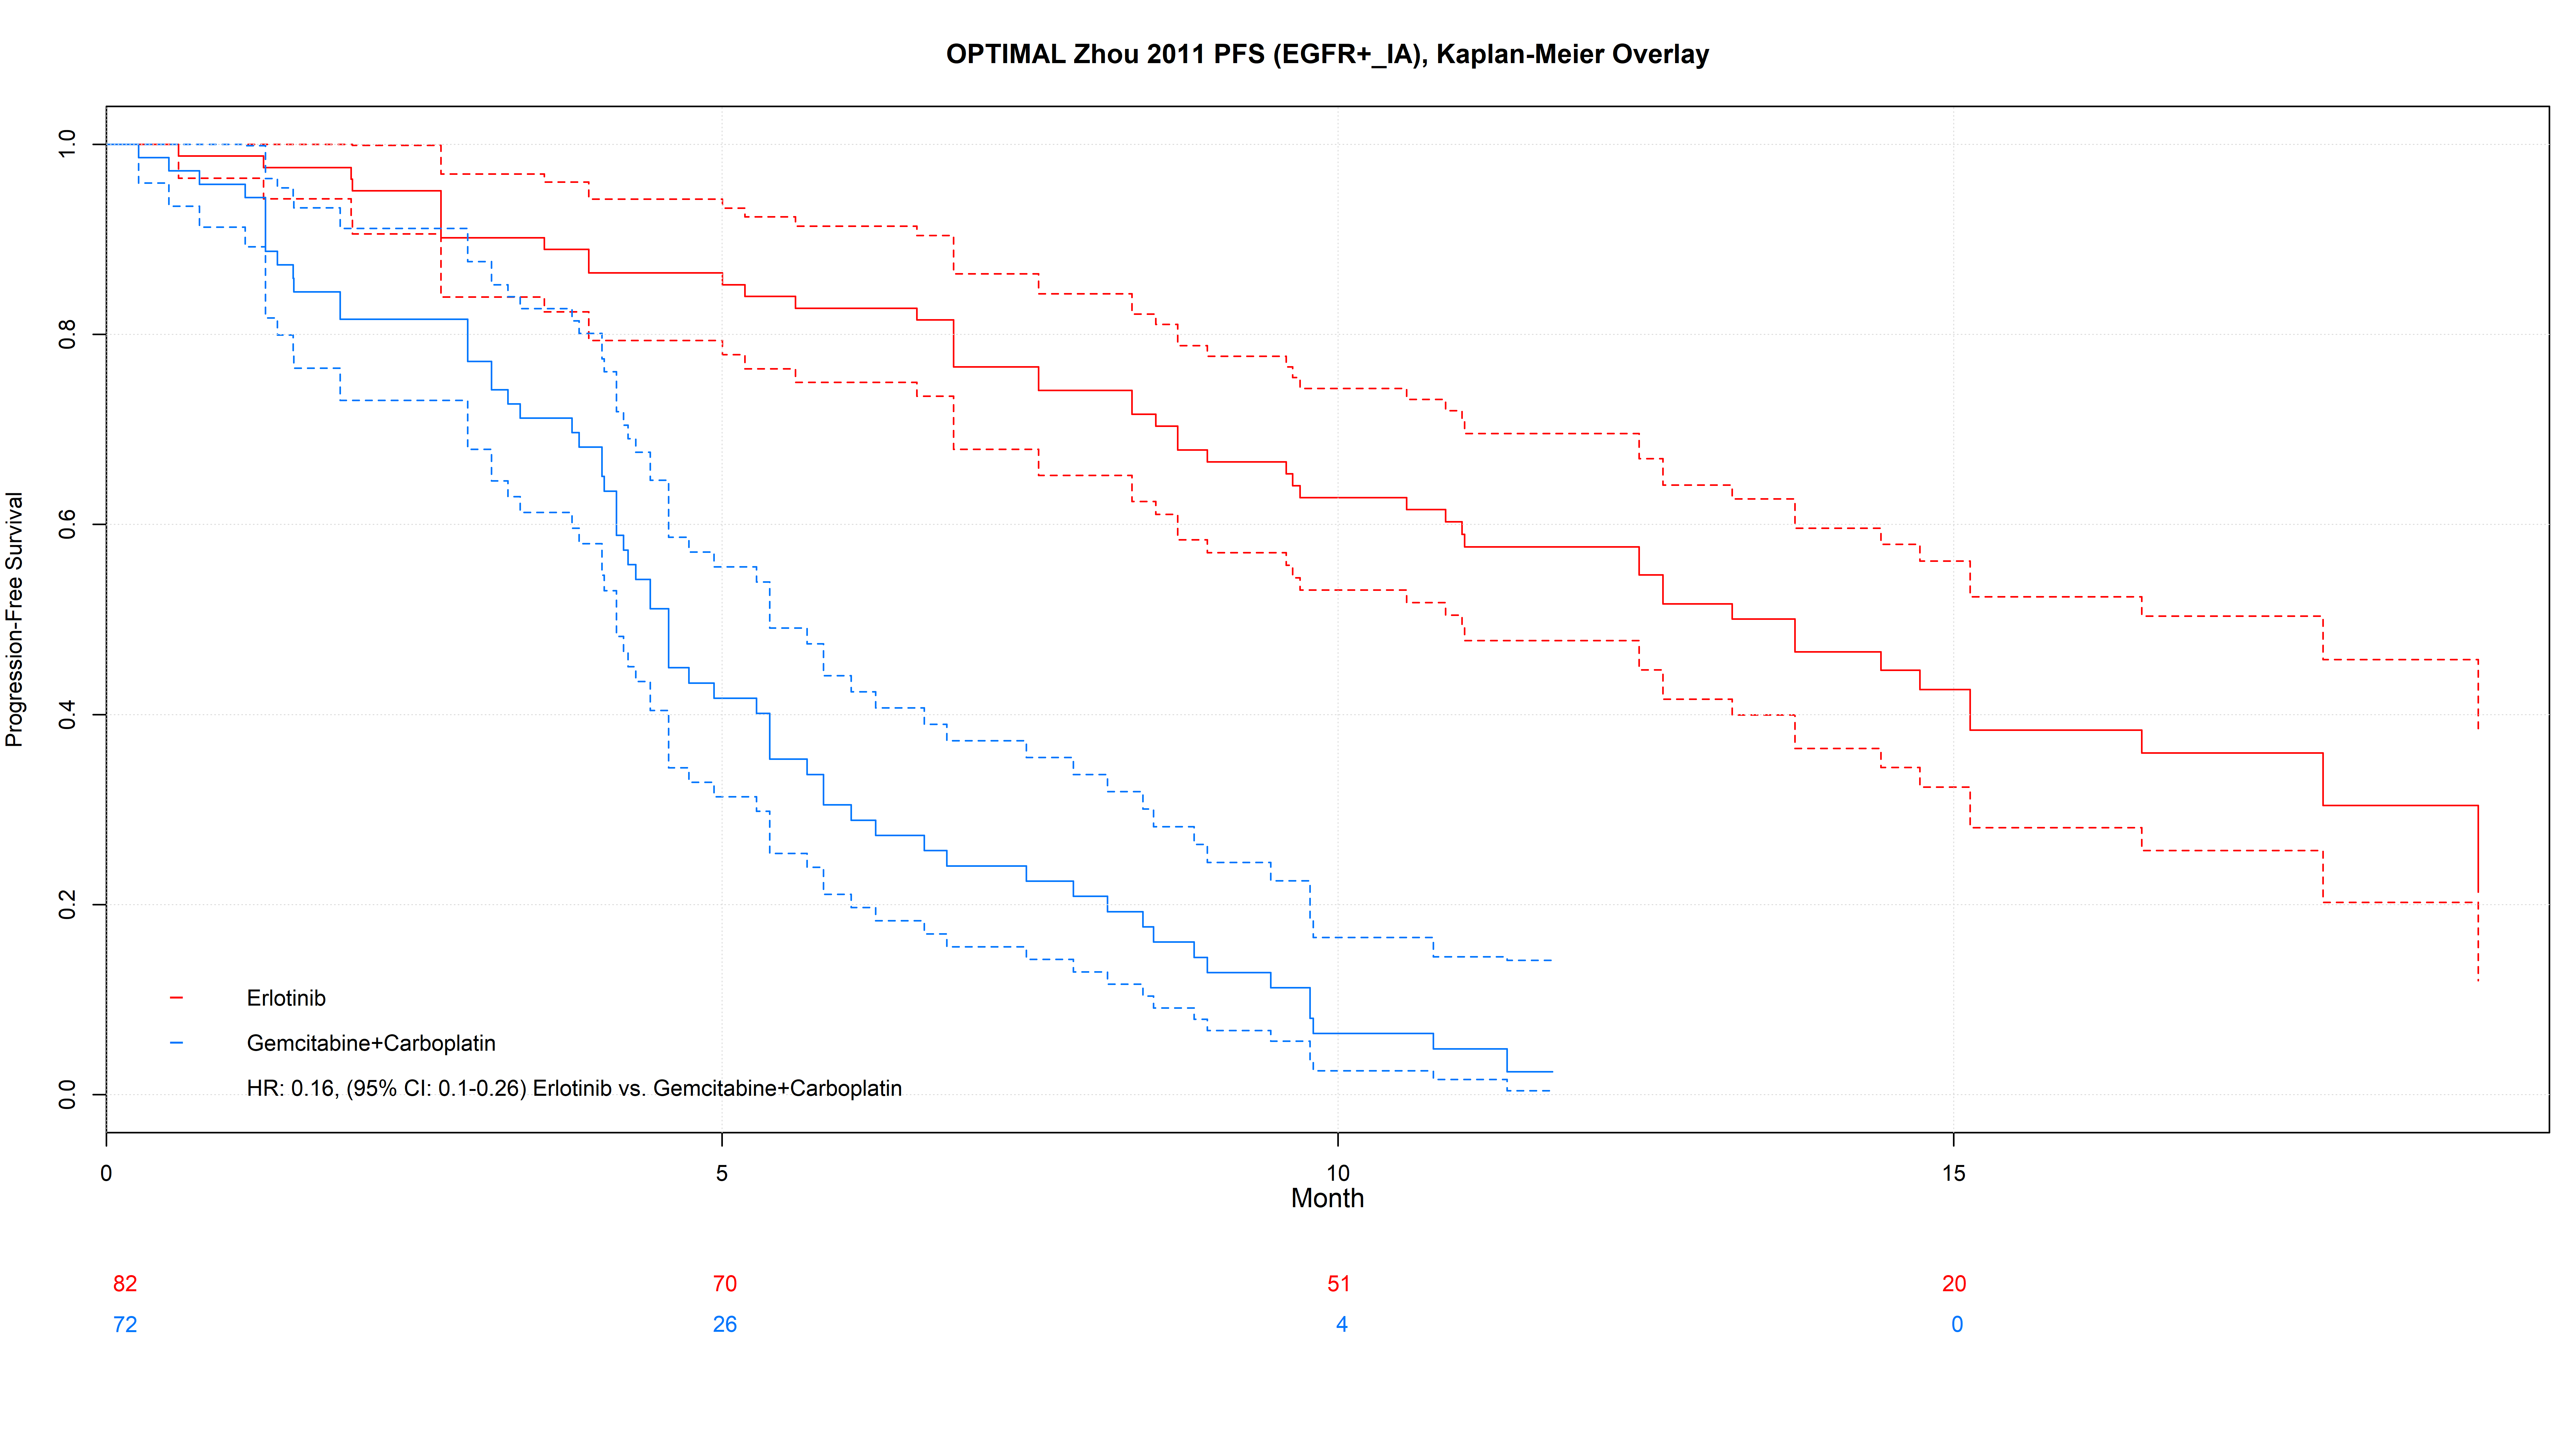 OPTIMAL Zhou 2011 PFS (EGFR+_IA), Kaplan-Meier Overlay
Progression-Free Survival
1.0
0.8
0.6
0.4
0.2
0.0
Erlotinib
Gemcitabine+Carboplatin
HR: 0.16, (95% CI: 0.1-0.26) Erlotinib vs. Gemcitabine+Carboplatin
0 5 10 15
Month
82 70 51 20
72 26 4 0